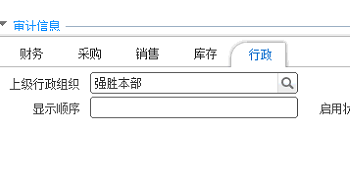 审计信息
财务 采购 销售 库存 行政
上级行政组织 强胜本部
显示顺序 启用